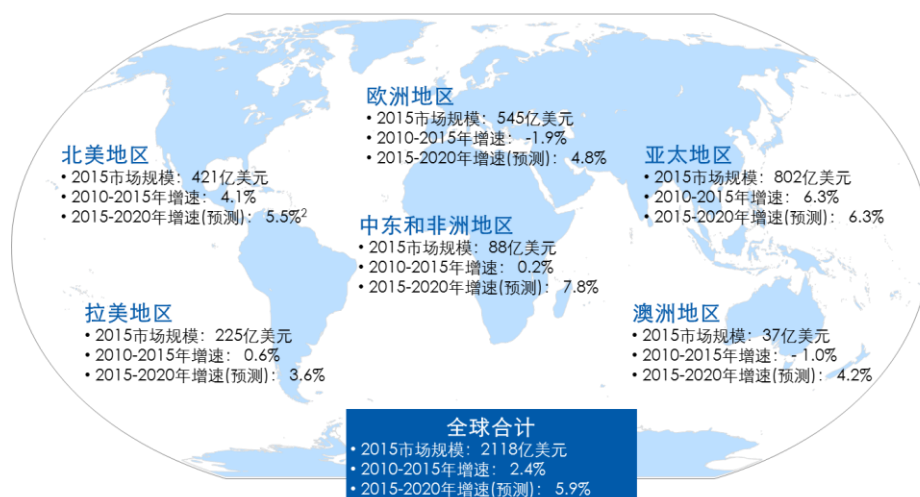 欧洲地区
• 2015市场规模：545亿美元
• 2010-2015年增速： -1.9%
• 2015-2020年增速(预测)： 4.8%
北美地区
• 2015市场规模：421亿美元
• 2010-2015年增速： 4.1%
• 2015-2020年增速(预测)： 5.5%²
亚太地区
• 2015市场规模：802亿美元
• 2010-2015年增速： 6.3%
• 2015-2020年增速(预测)： 6.3%
中东和非洲地区
• 2015市场规模：88亿美元
• 2010-2015年增速： 0.2%
• 2015-2020年增速(预测)： 7.8%
拉美地区
• 2015市场规模：225亿美元
• 2010-2015年增速： 0.6%
• 2015-2020年增速(预测)： 3.6%
澳洲地区
• 2015市场规模：37亿美元
• 2010-2015年增速： - 1.0%
• 2015-2020年增速(预测)： 4.2%
全球合计
• 2015市场规模：2118亿美元
• 2010-2015年增速： 2.4%
• 2015-2020年增速(预测)： 5.9%